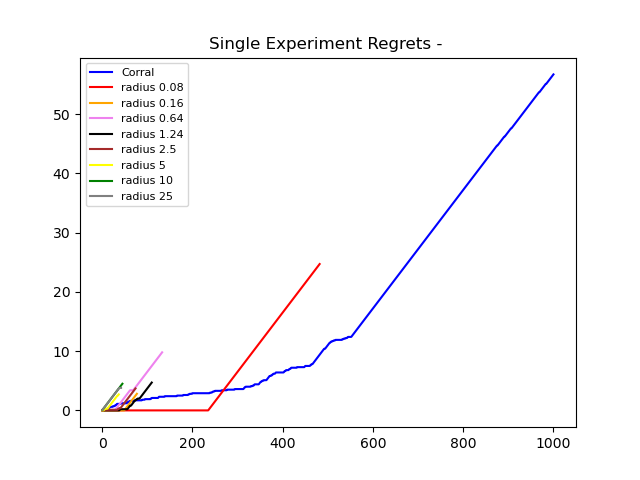 Single Experiment Regrets -
Corral
radius 0.08
radius 0.16
radius 0.64
radius 1.24
radius 2.5
radius 5
radius 10
radius 25
50
40
30
20
10
0
0 200 400 600 800 1000